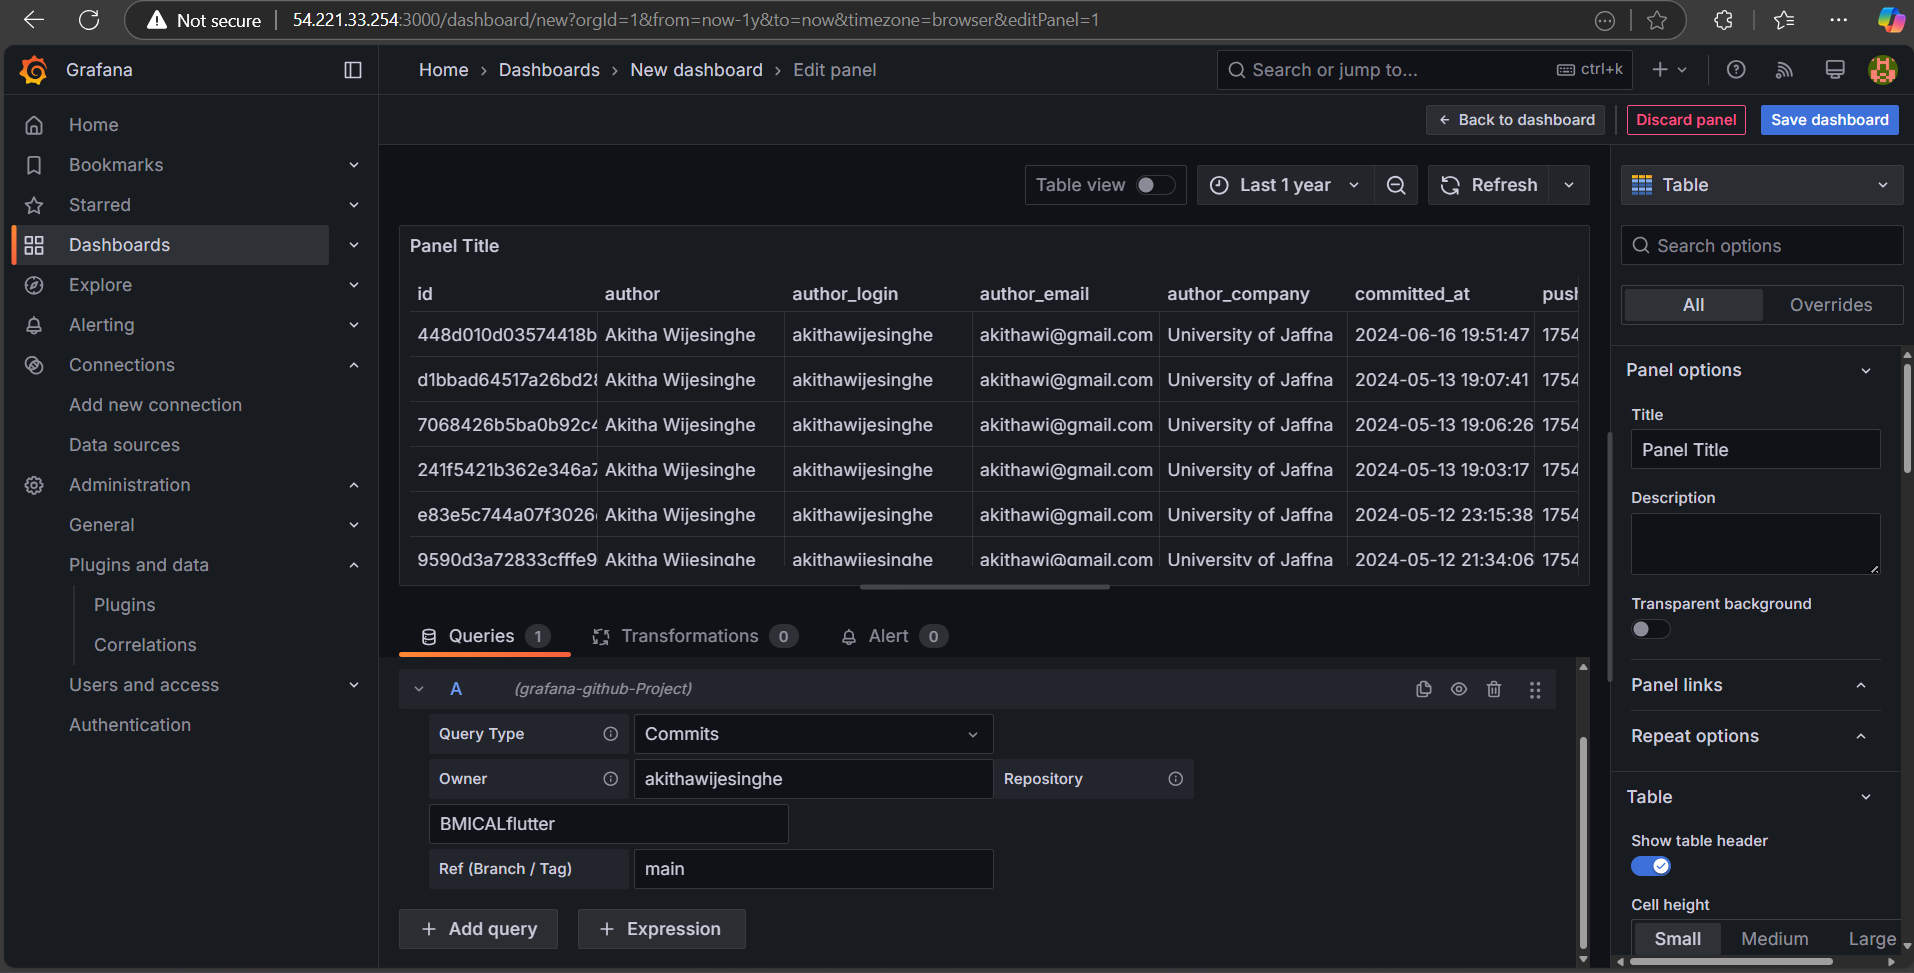 Not secure
54.221.33.254:3000/dashboard/new?orgId=1&from=now-1y&to=now&timezone=browser&editPanel=1
Grafana
Home › Dashboards › New dashboard › Edit panel
Search or jump to...
ctrl+k
Home
Bookmarks
Starred
Dashboards
Explore
Alerting
Connections
Add new connection
Data sources
Administration
General
Plugins and data
Plugins
Correlations
Users and access
Authentication
Back to dashboard
Discard panel
Save dashboard
Table view
Last 1 year
Refresh
Panel Title
id author author_login author_email author_company committed_at push
448d010d03574418b Akitha Wijesinghe akithawijesinghe akithawi@gmail.com University of Jaffna 2024-06-16 19:51:47 1754
d1bbad64517a26bd28 Akitha Wijesinghe akithawijesinghe akithawi@gmail.com University of Jaffna 2024-05-13 19:07:41 1754
7068426b5ba0b92c4 Akitha Wijesinghe akithawijesinghe akithawi@gmail.com University of Jaffna 2024-05-13 19:06:26 1754
241f5421b362e346a7 Akitha Wijesinghe akithawijesinghe akithawi@gmail.com University of Jaffna 2024-05-13 19:03:17 1754
e83e5c744a07f3026 Akitha Wijesinghe akithawijesinghe akithawi@gmail.com University of Jaffna 2024-05-12 23:15:38 1754
9590d3a72833cfffe9 Akitha Wijesinghe akithawijesinghe akithawi@gmail.com University of Jaffna 2024-05-12 21:34:06 1754
Queries 1
Transformations 0
Alert 0
A (grafana-github-Project)
Query Type
Commits
Owner
akithawijesinghe
Repository
BMICALflutter
Ref (Branch / Tag)
main
+ Add query
+ Expression
Table
Search options
All
Overrides
Panel options
Title
Panel Title
Description
Transparent background
Panel links
Repeat options
Table
Show table header
Cell height
Small Medium Large